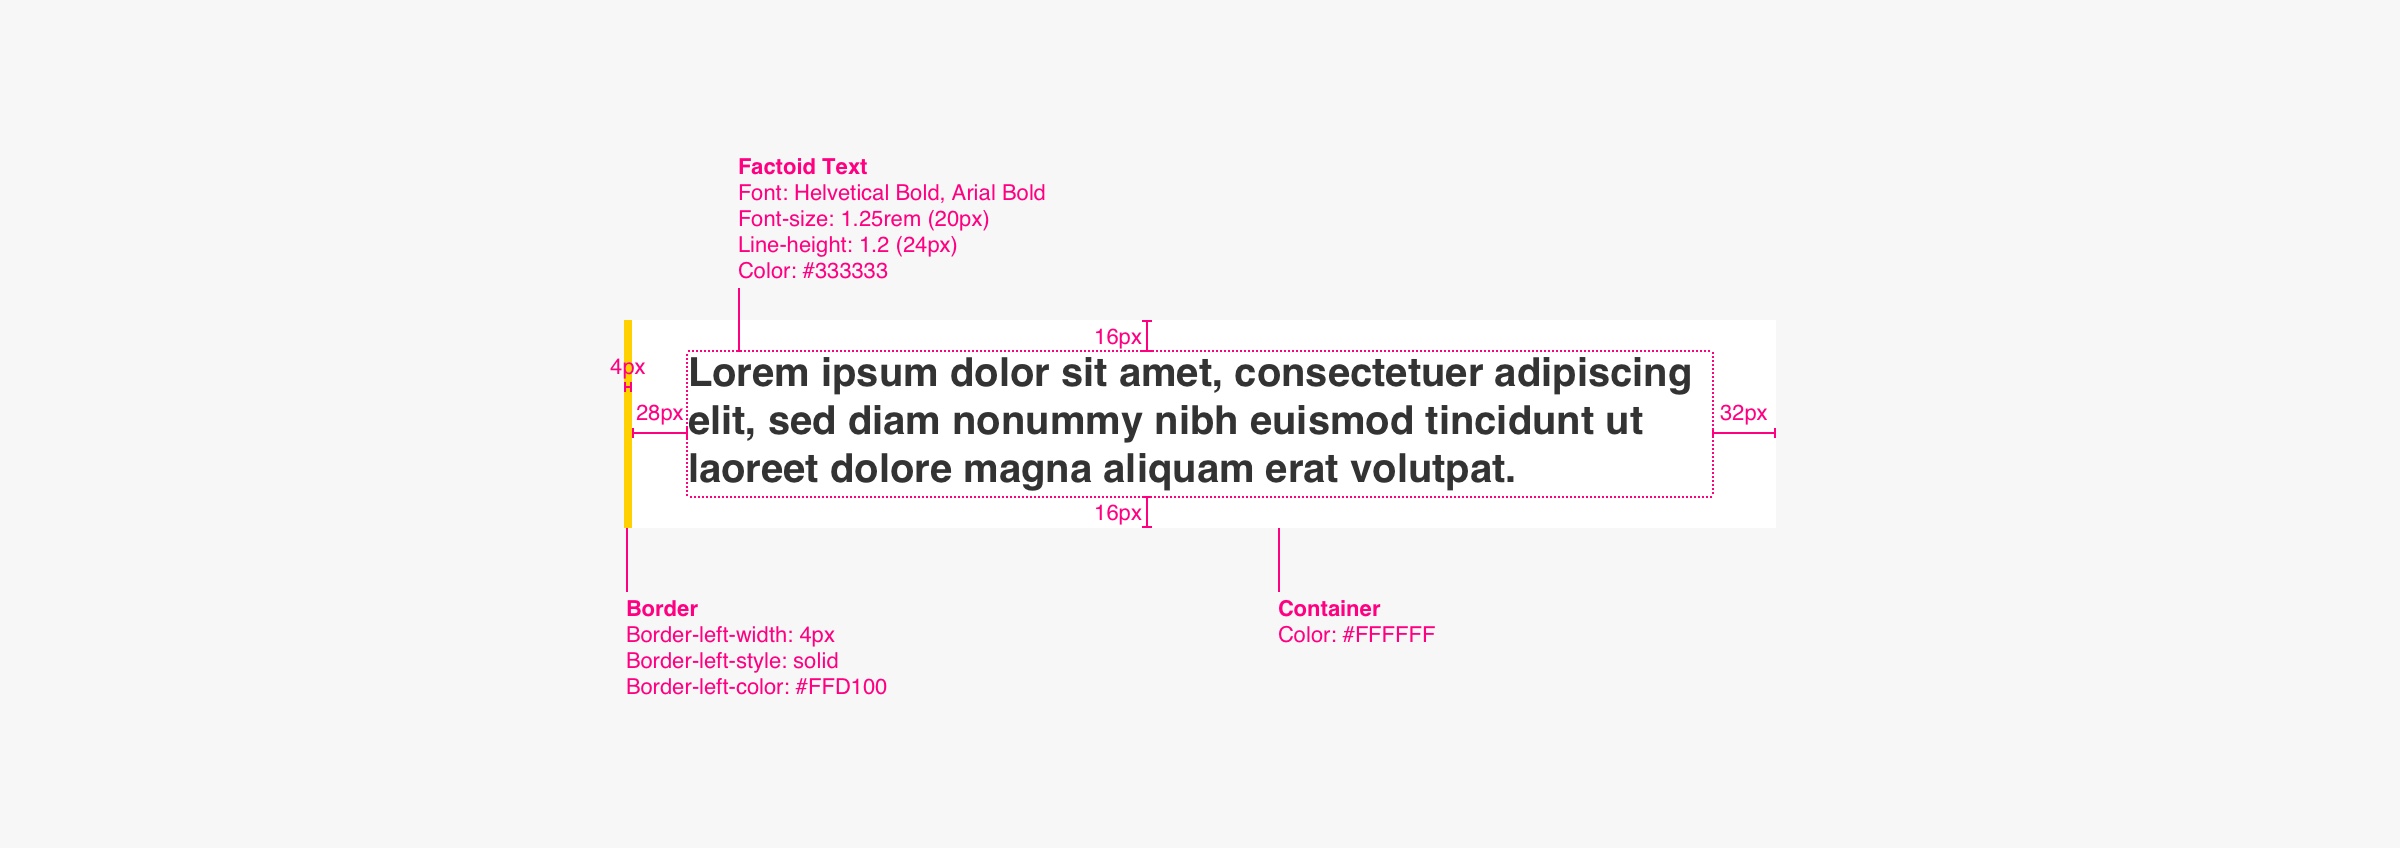 Factoid Text
Font: Helvetical Bold, Arial Bold
Font-size: 1.25rem (20px)
Line-height: 1.2 (24px)
Color: #333333
16px
4px
28px
Lorem ipsum dolor sit amet, consectetuer adipiscing
elit, sed diam nonummy nibh euismod tincidunt ut
laoreet dolore magna aliquam erat volutpat.
32px
16px
Border
Border-left-width: 4px
Border-left-style: solid
Border-left-color: #FFD100
Container
Color: #FFFFFF